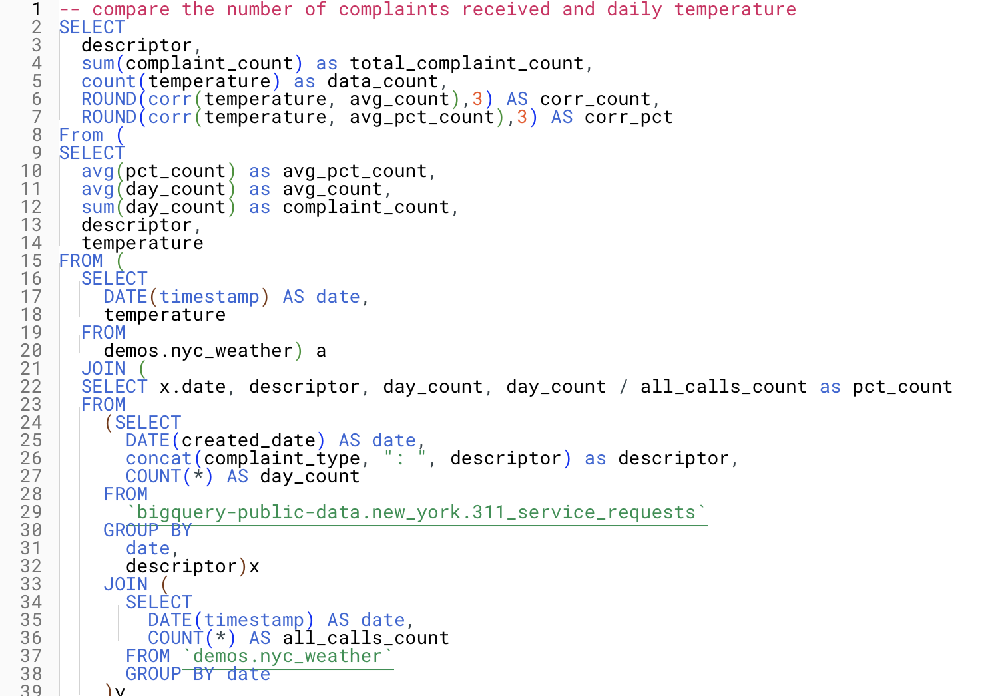 1 -- compare the number of complaints received and daily temperature
2 SELECT
3 descriptor,
4 sum(complaint_count) as total_complaint_count,
5 count(temperature) as data_count,
6 ROUND(corr(temperature, avg_count),3) AS corr_count,
7 ROUND(corr(temperature, avg_pct_count),3) AS corr_pct
8 From (
9 SELECT
10 avg(pct_count) as avg_pct_count,
11 avg(day_count) as avg_count,
12 sum(day_count) as complaint_count,
13 descriptor,
14 temperature
15 FROM (
16 SELECT
17 DATE(timestamp) AS date,
18 temperature
19 FROM
20 demos.nyc_weather) a
21 JOIN (
22 SELECT x.date, descriptor, day_count, day_count / all_calls_count as pct_count
23 FROM
24 (SELECT
25 DATE(created_date) AS date,
26 concat(complaint_type, ": ", descriptor) as descriptor,
27 COUNT(*) AS day_count
28 FROM
29 `bigquery-public-data.new_york.311_service_requests`
30 GROUP BY
31 date,
32 descriptor)x
33 JOIN (
34 SELECT
35 DATE(timestamp) AS date,
36 COUNT(*) AS all_calls_count
37 FROM `demos.nyc_weather`
38 GROUP BY date
39 )y